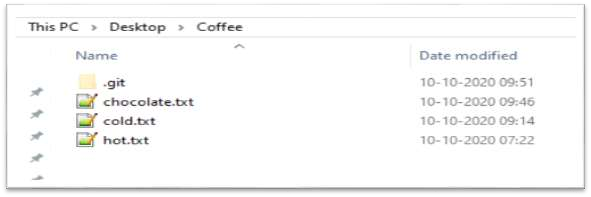 This PC > Desktop > Coffee
Name Date modified
.git 10-10-2020 09:51
chocolate.txt 10-10-2020 09:46
cold.txt 10-10-2020 09:14
hot.txt 10-10-2020 07:22